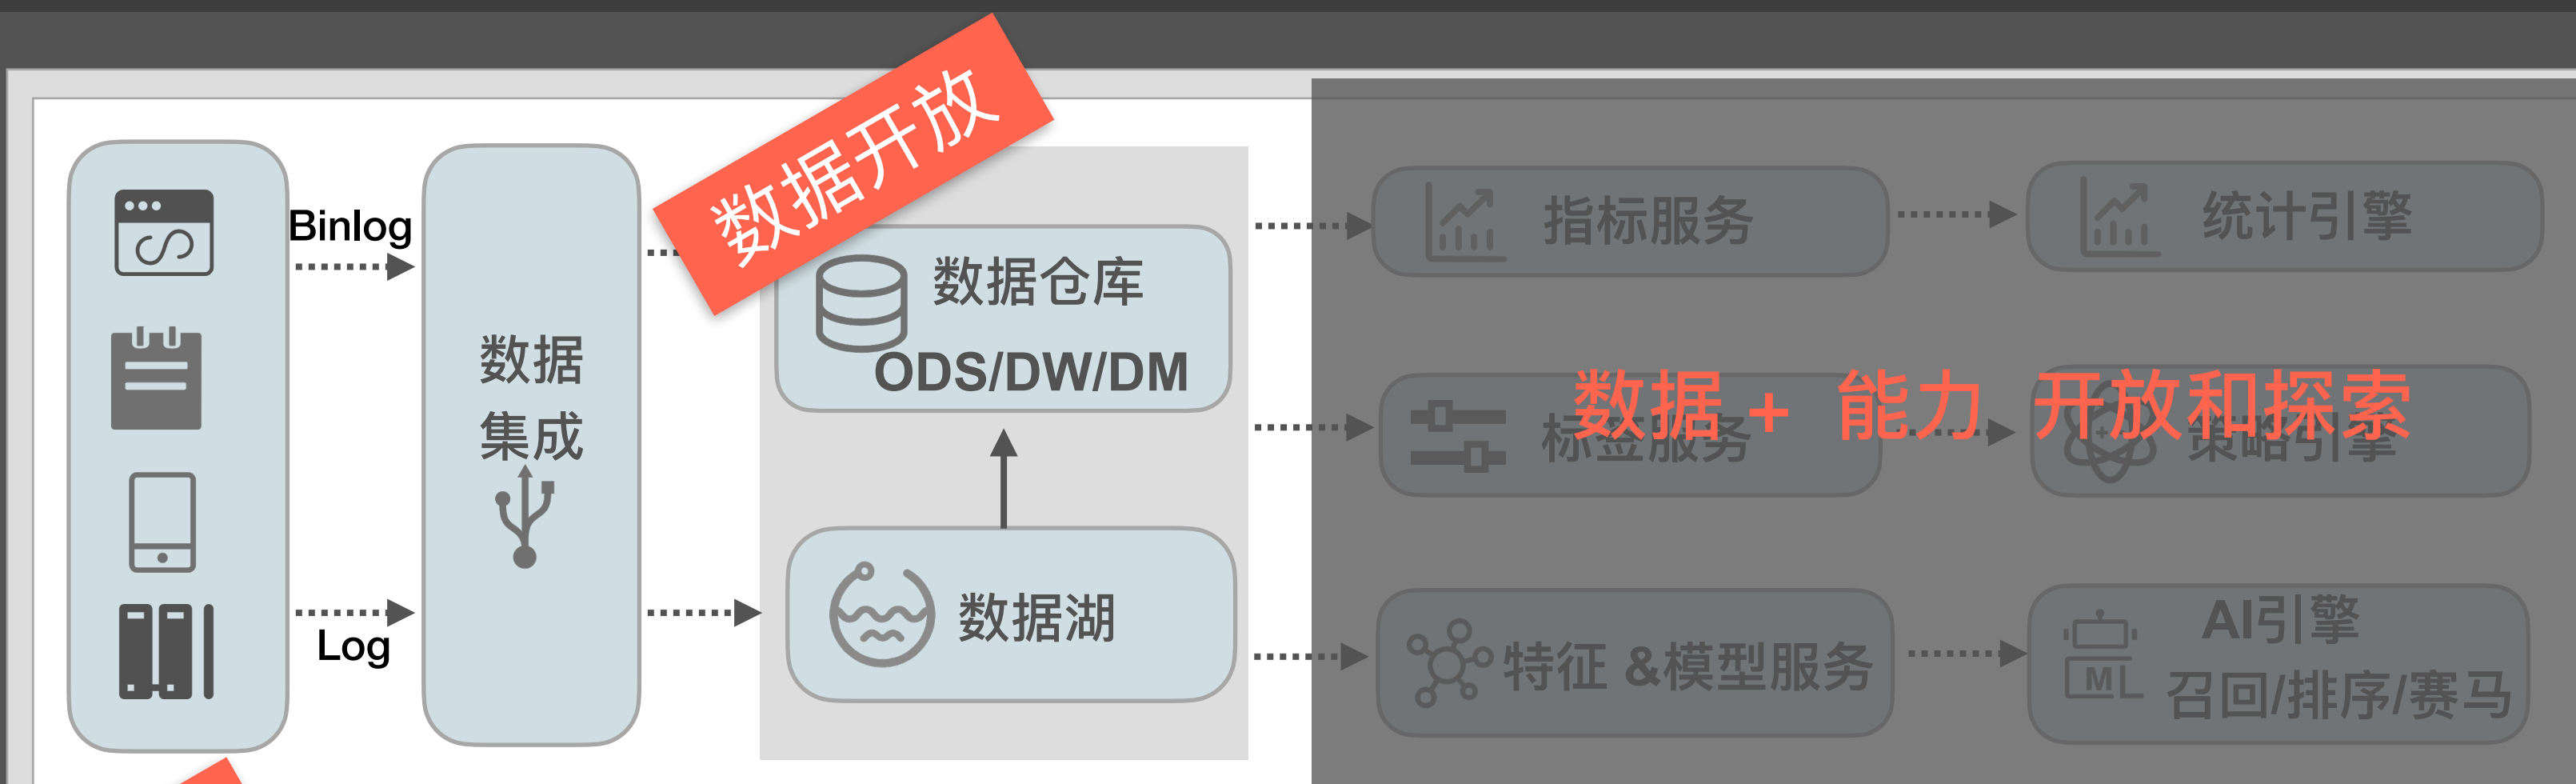 数据开放
Binlog
Log
数据
集成
数据仓库
ODS/DW/DM
数据湖
指标服务
统计引擎
数据 + 能力 开放和探索
标签服务
策略引擎
特征 &模型服务
AI引擎
召回/排序/赛马
ML